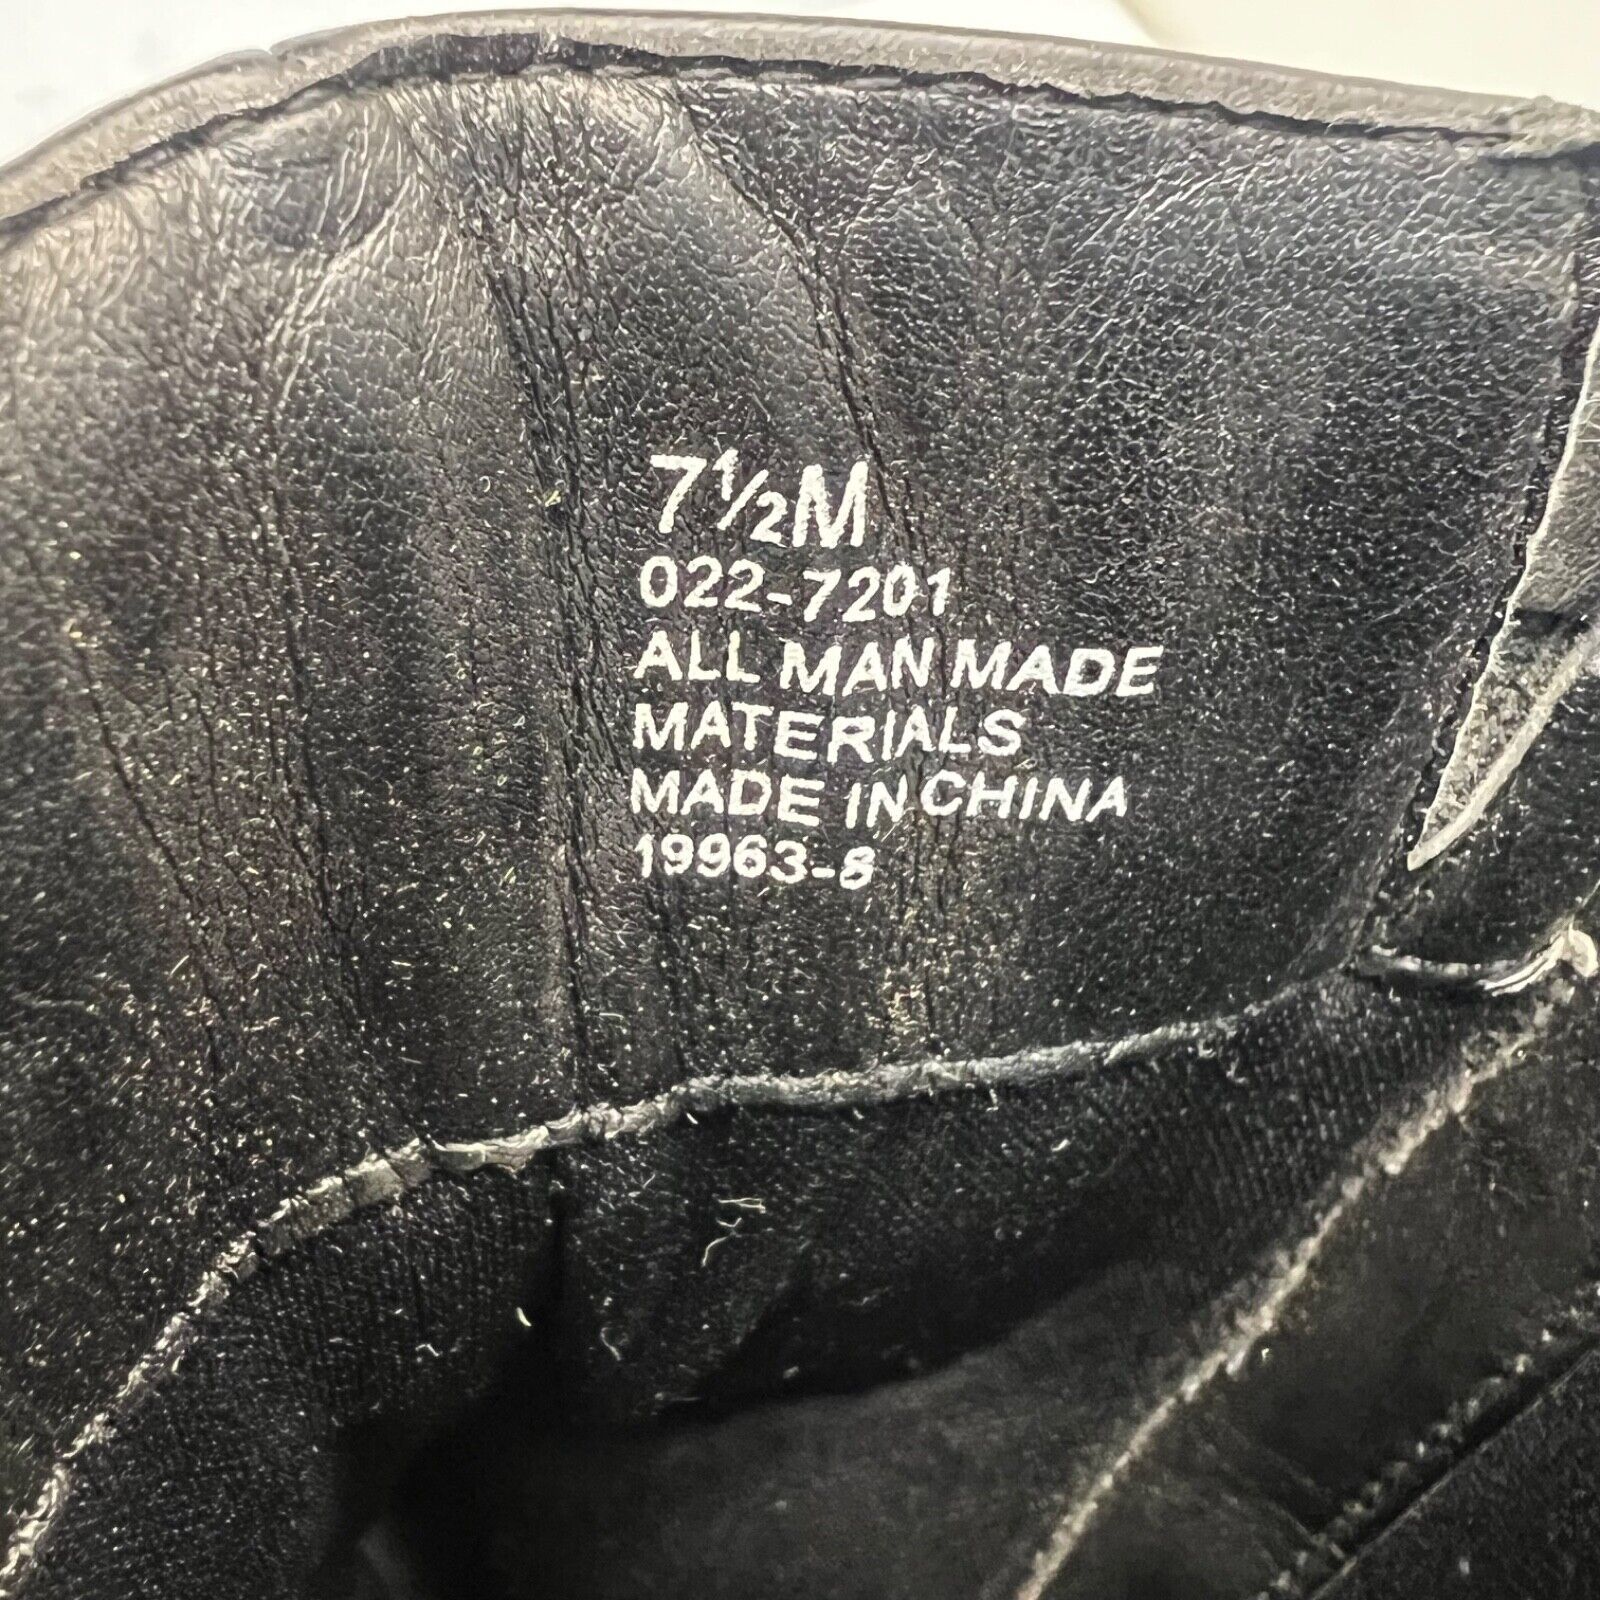 7½M
022-7201
ALL MAN MADE
MATERIALS
MADE IN CHINA
19963-8